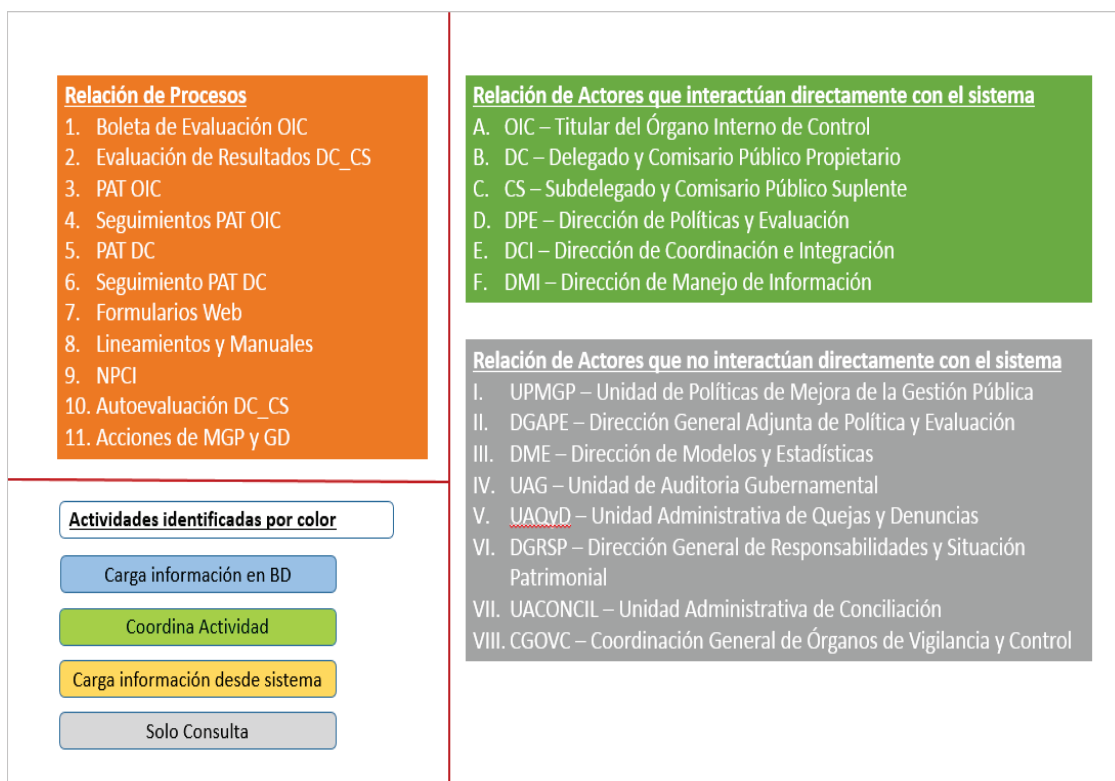 Relación de Procesos
1. Boleta de Evaluación OIC
2. Evaluación de Resultados DC_CS
3. PAT OIC
4. Seguimientos PAT OIC
5. PAT DC
6. Seguimiento PAT DC
7. Formularios Web
8. Lineamientos y Manuales
9. NPCI
10. Autoevaluación DC_CS
11. Acciones de MGP y GD
Actividades identificadas por color
Carga información en BD
Coordina Actividad
Carga información desde sistema
Solo Consulta
Relación de Actores que interactúan directamente con el sistema
A. OIC – Titular del Órgano Interno de Control
B. DC – Delegado y Comisario Público Propietario
C. CS – Subdelegado y Comisario Público Suplente
D. DPE – Dirección de Políticas y Evaluación
E. DCI – Dirección de Coordinación e Integración
F. DMI – Dirección de Manejo de Información
Relación de Actores que no interactúan directamente con el sistema
I. UPMGP – Unidad de Políticas de Mejora de la Gestión Pública
II. DGAPE – Dirección General Adjunta de Política y Evaluación
III. DME – Dirección de Modelos y Estadísticas
IV. UAG – Unidad de Auditoria Gubernamental
V. UAQyD – Unidad Administrativa de Quejas y Denuncias
VI. DGRSP – Dirección General de Responsabilidades y Situación
Patrimonial
VII. UACONCIL – Unidad Administrativa de Conciliación
VIII. CGOVC – Coordinación General de Órganos de Vigilancia y Control